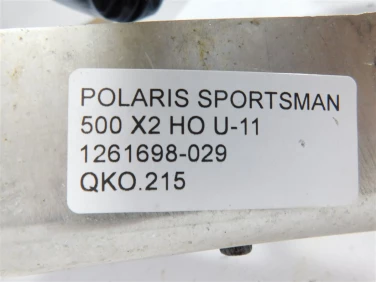 POLARIS SPORTSMAN
500 X2 HO U-11
1261698-029
QKO.215